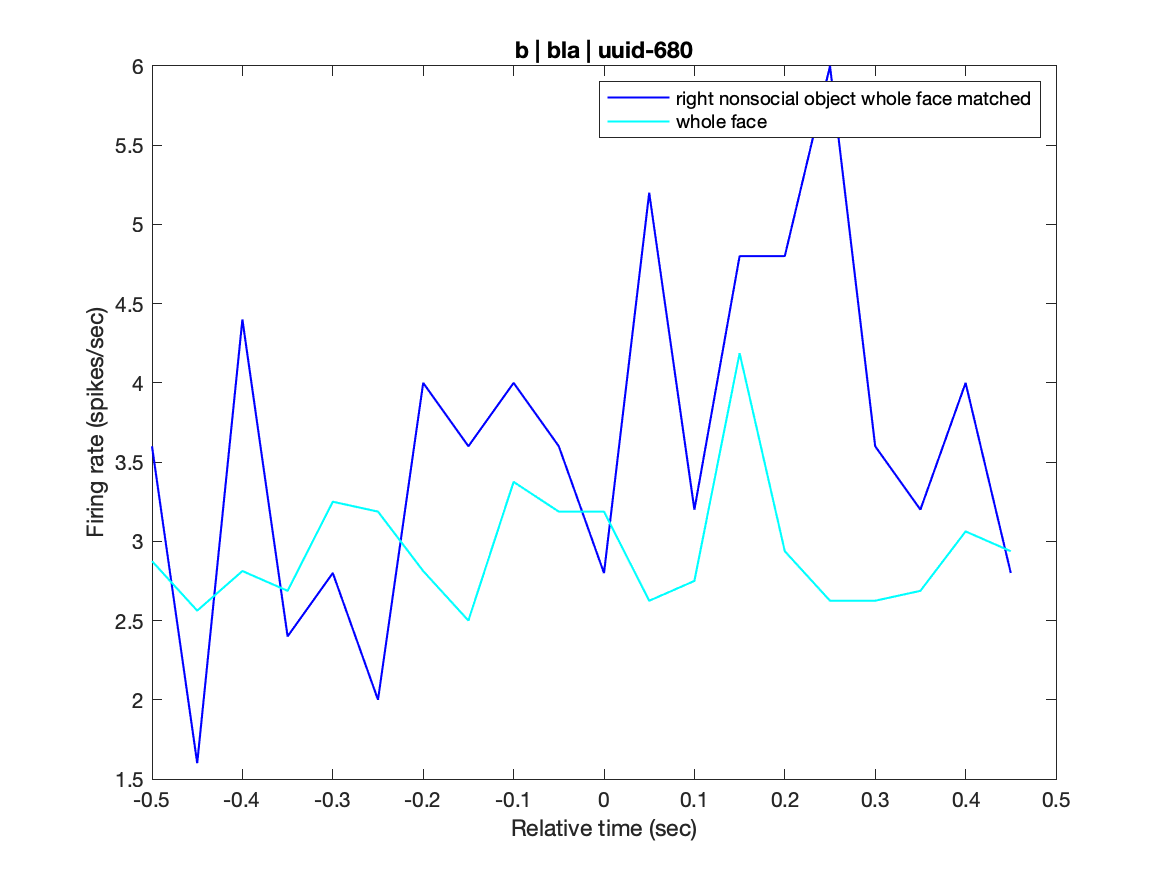 b | bla | uuid-680
right nonsocial object whole face matched
whole face
Firing rate (spikes/sec)
6
5.5
5
4.5
4
3.5
3
2.5
2
1.5
-0.5 -0.4 -0.3 -0.2 -0.1 0 0.1 0.2 0.3 0.4 0.5
Relative time (sec)